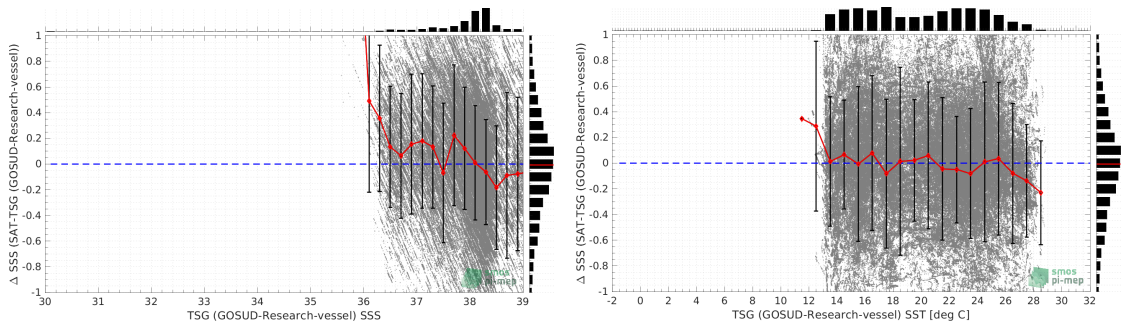 1
0.8
0.6
0.4
0.2
0
-0.2
-0.4
-0.6
-0.8
-1
Δ SSS (SAT-TSG (GOSUD-Research-vessel))
30 31 32 33 34 35 36 37 38 39
TSG (GOSUD-Research-vessel) SSS
smos
pi-mep
1
0.8
0.6
0.4
0.2
0
-0.2
-0.4
-0.6
-0.8
-1
Δ SSS (SAT-TSG (GOSUD-Research-vessel))
-2 0 2 4 6 8 10 12 14 16 18 20 22 24 26 28 30 32
TSG (GOSUD-Research-vessel) SST [deg C]
smos
pi-mep